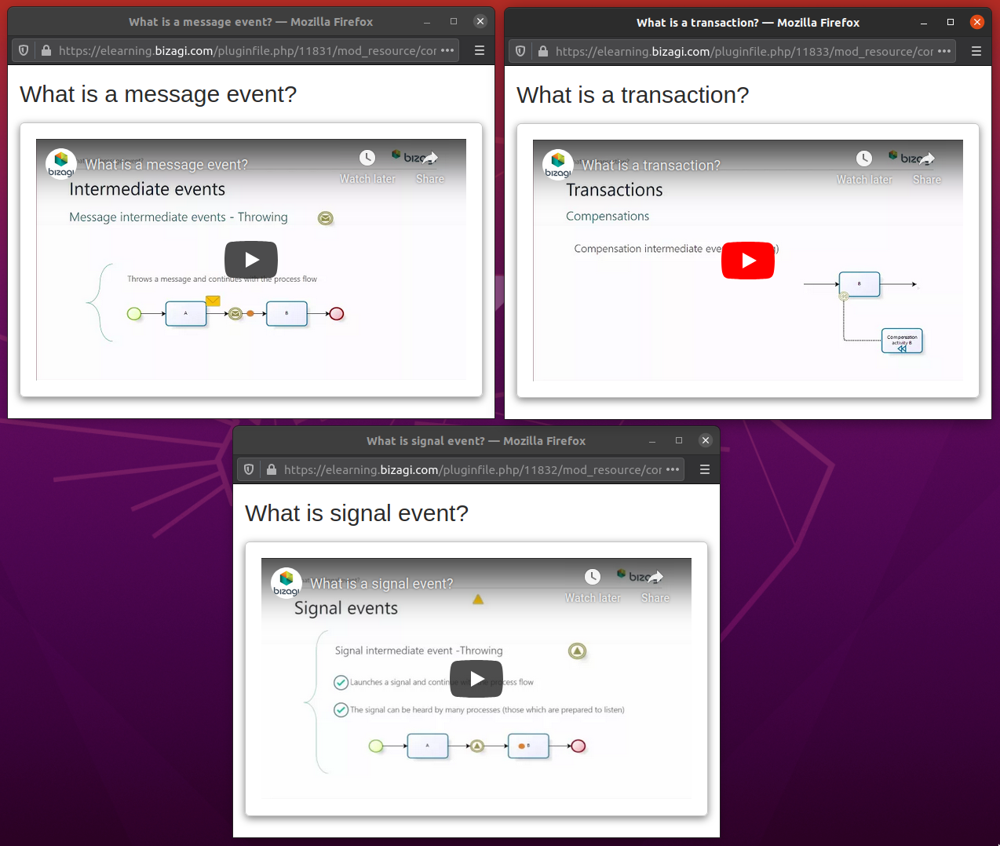 What is a message event? — Mozilla Firefox
https://elearning.bizagi.com/pluginfile.php/11831/mod_resource/cor
What is a message event?
bizagi
What is a message event?
Watch later
Share
Intermediate events
Message intermediate events - Throwing
Throws a message and continues with the process flow
A
B
What is a transaction? — Mozilla Firefox
https://elearning.bizagi.com/pluginfile.php/11833/mod_resource/cor
What is a transaction?
bizagi
What is a transaction?
Watch later
Share
Transactions
Compensations
Compensation intermediate
B
Compensation
activity B
What is signal event? — Mozilla Firefox
https://elearning.bizagi.com/pluginfile.php/11832/mod_resource/cor
What is signal event?
bizagi
What is a signal event?
Watch later
Share
Signal events
Signal intermediate event -Throwing
Launches a signal and continue with the process flow
The signal can be heard by many processes (those which are prepared to listen)
A
B